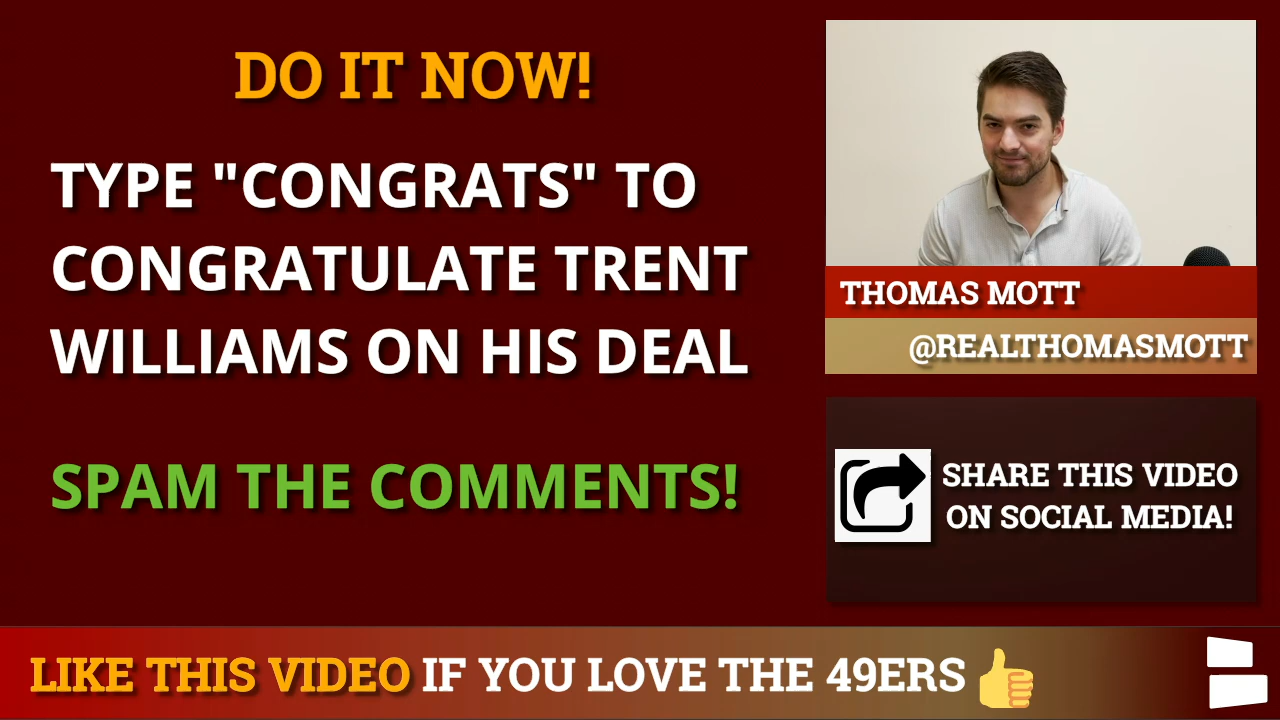 DO IT NOW!
TYPE "CONGRATS" TO
CONGRATULATE TRENT
WILLIAMS ON HIS DEAL
SPAM THE COMMENTS!
THOMAS MOTT
@REALTHOMASMOTT
SHARE THIS VIDEO
ON SOCIAL MEDIA!
LIKE THIS VIDEO IF YOU LOVE THE 49ERS